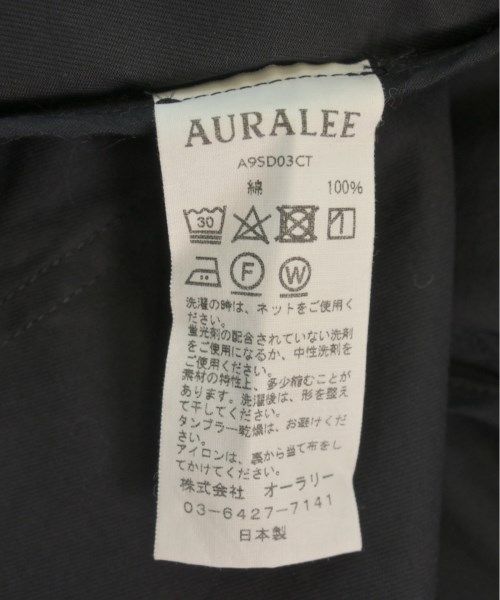 AURALEE
A9SD03CT
綿 100%
30
F W
洗濯の時は、ネットをご使用く
ださい。
蛍光剤の配合されていない洗剤
をご使用になるか、中性洗剤を
ご使用ください。
素材の特性上、多少縮むことが
あります。洗濯後は、形を整え
て干してください。
タンブラー乾燥は、お避けくだ
さい。
アイロンは、裏から当て布をし
てかけてください。
株式会社 オーラリー
03-6427-7141
日本製